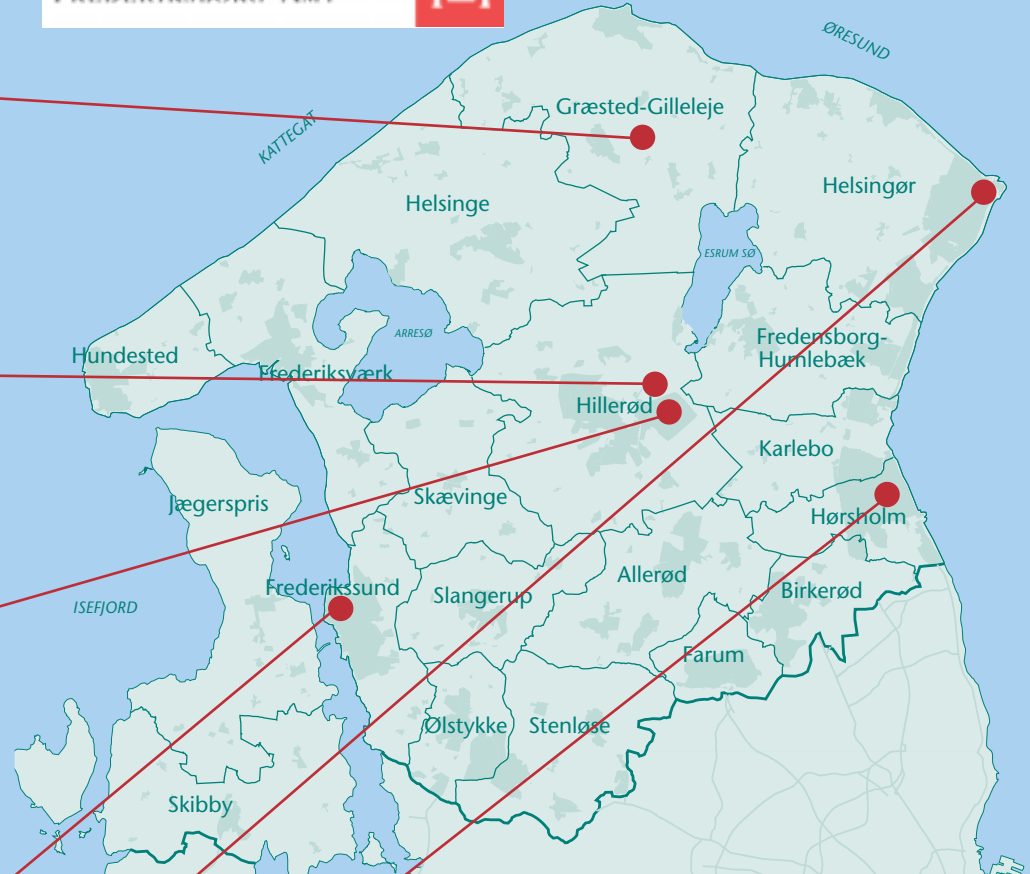 ØRESUND
Græsted-Gilleleje
KATTEGAT
Helsingør
Helsinge
ESRUM SØ
ARRESØ
Fredensborg-
Humlebæk
Hundested
Frederiksværk
Hillerød
Karlebo
Skævinge
Jægerspris
Hørsholm
Allerød
Frederikssund
Birkerød
Slangerup
ISEFJORD
Farum
Ølstykke
Stenløse
Skibby